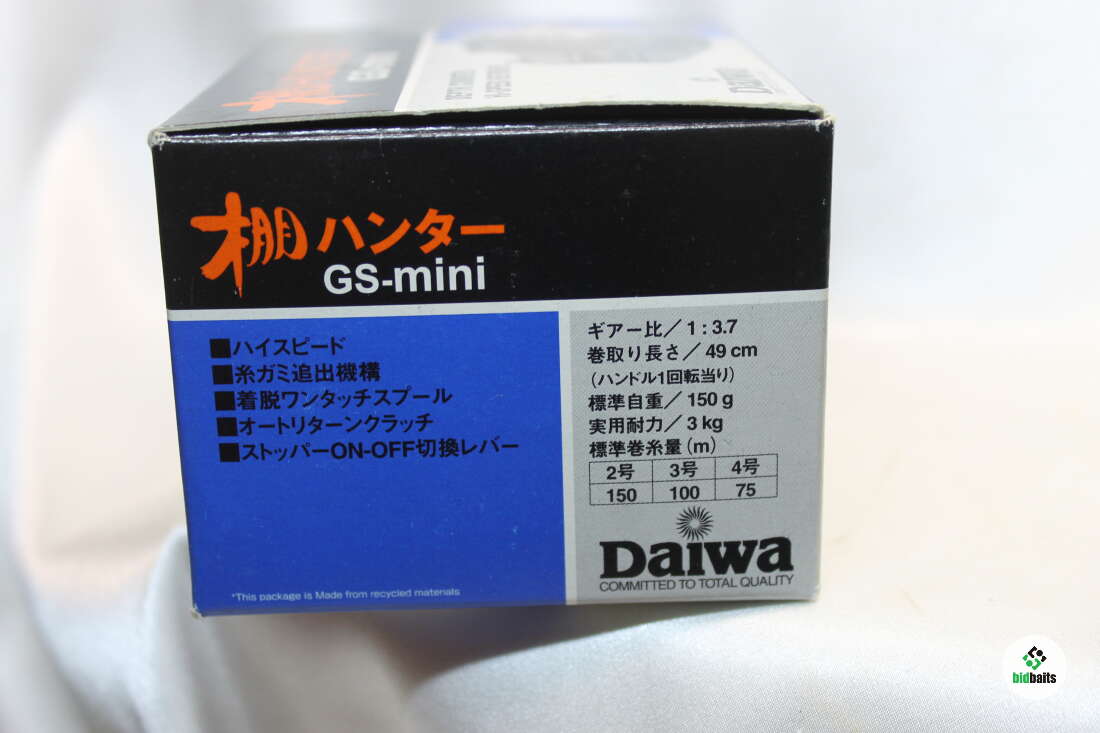 Daiwa
棚ハンター
GS-mini
■ハイスピード
■糸ガミ追出機構
■着脱ワンタッチスプール
■オートリターンクラッチ
■ストッパーON-OFF切換レバー
*This package is Made from recycled materials
ギアー比／1：3.7
巻取り長さ／49 cm
(ハンドル1回転当り)
標準自重／150 g
実用耐力／3 kg
標準巻糸量 (m)
2号 3号 4号
150 100 75
Daiwa
COMMITTED TO TOTAL QUALITY
bidbaits